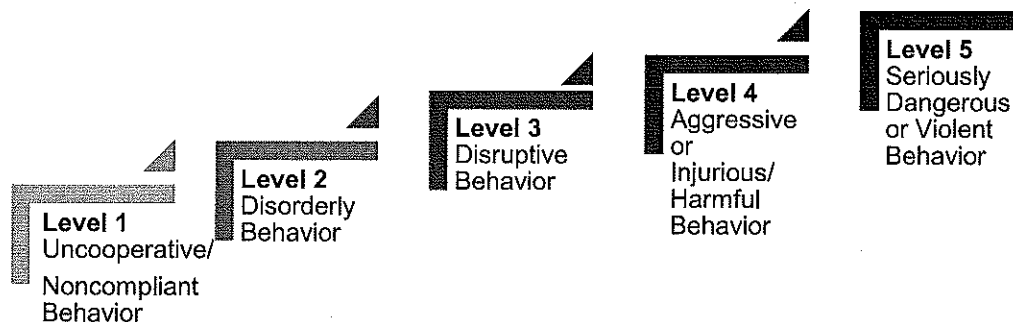 Level 1
Uncooperative/
Noncompliant
Behavior
Level 2
Disorderly
Behavior
Level 3
Disruptive
Behavior
Level 4
Aggressive
or
Injurious/
Harmful
Behavior
Level 5
Seriously
Dangerous
or Violent
Behavior